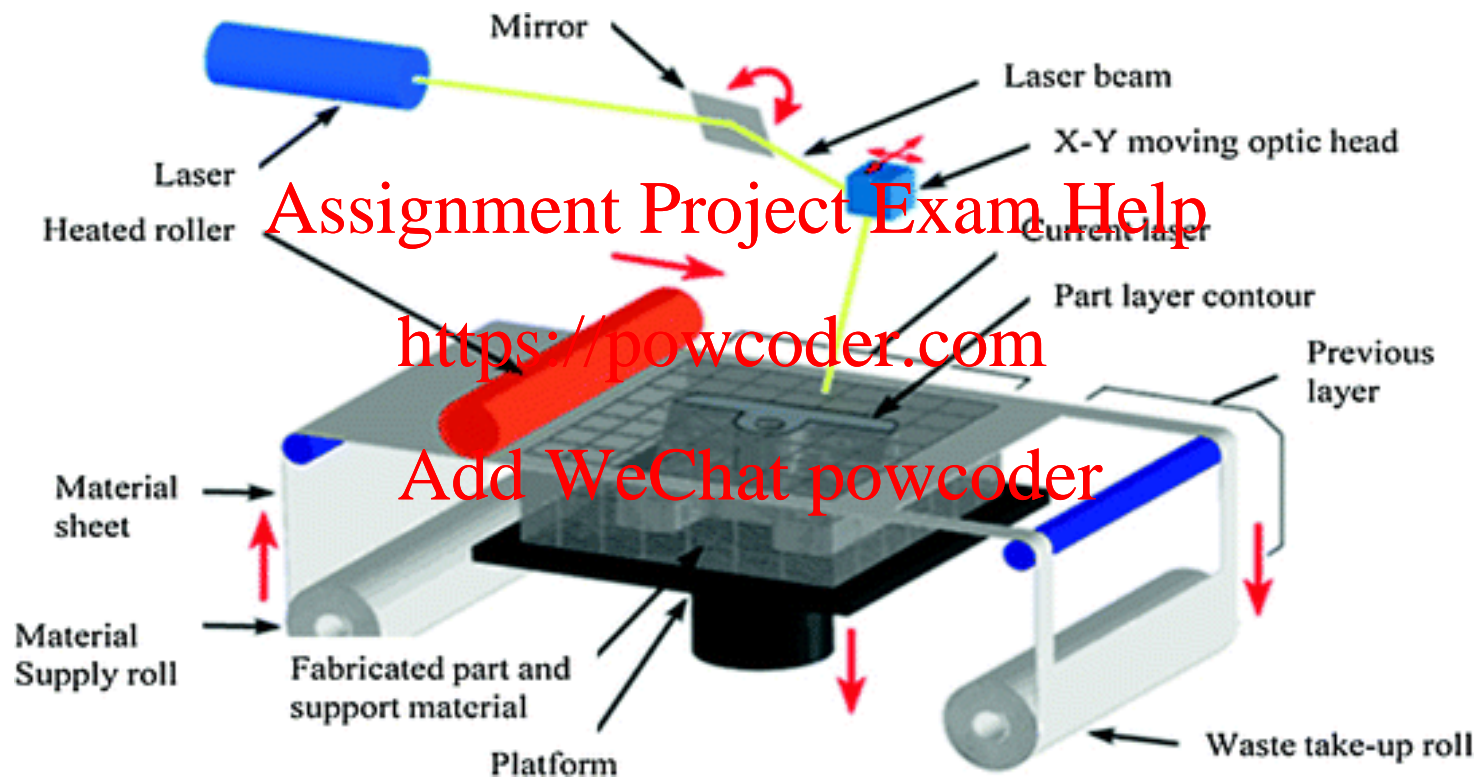 Mirror
Laser beam
X-Y moving optic head
Laser
Assignment Project Exam Help
Heated roller
Current laser
Part layer contour
https://powcoder.com
Previous
layer
Add WeChat powcoder
Material
sheet
Material
Supply roll
Fabricated part and
support material
Platform
Waste take-up roll